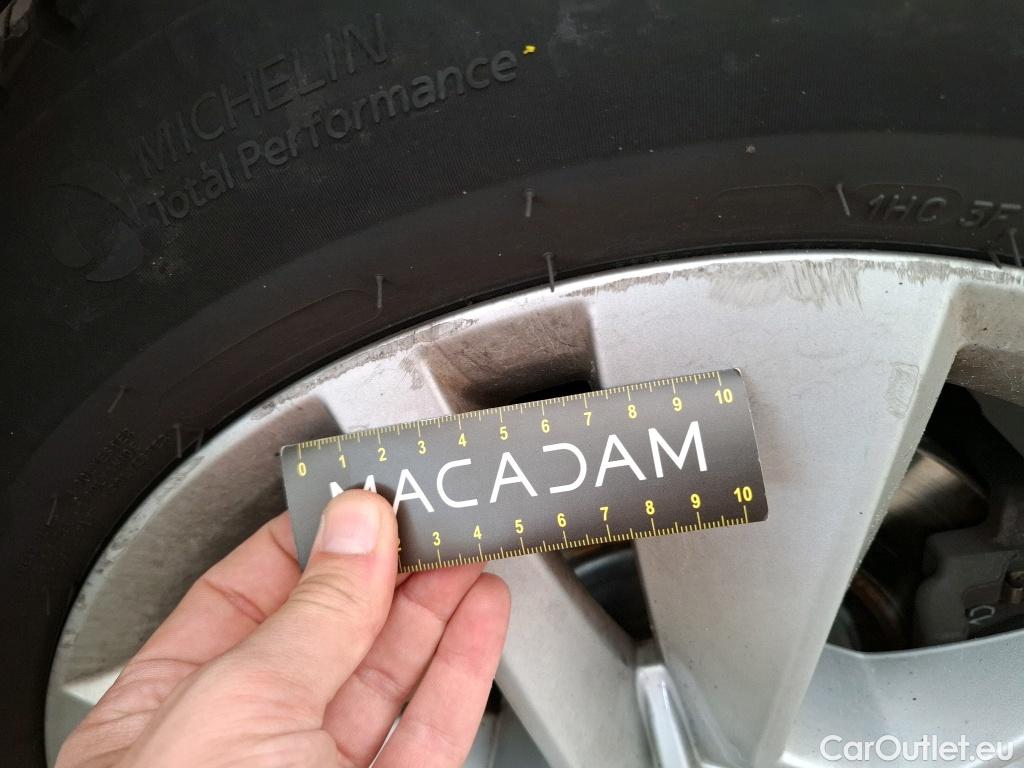 MICHELIN
Total Performance
1HC 3F
0 1 2 3 4 5 6 7 8 9 10
MACADAM
3 4 5 6 7 8 9 10
CarOutlet.eu